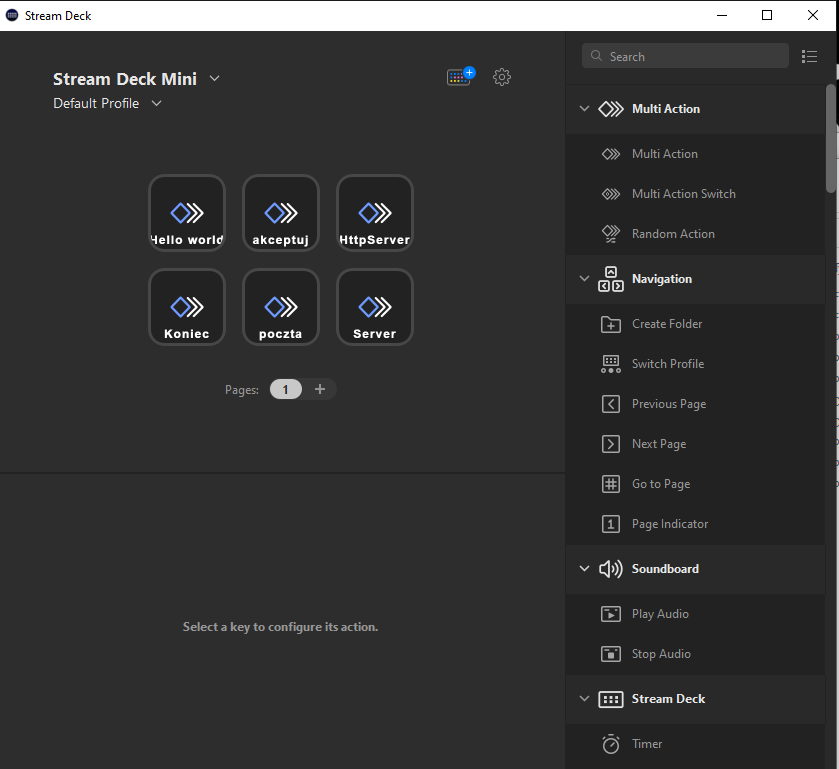 Stream Deck
Stream Deck Mini
Default Profile
Hello world
akceptuj
HttpServer
Koniec
poczta
Server
Pages:
1
+
Select a key to configure its action.
Search
Multi Action
Multi Action
Multi Action Switch
Random Action
Navigation
Create Folder
Switch Profile
Previous Page
Next Page
Go to Page
Page Indicator
Soundboard
Play Audio
Stop Audio
Stream Deck
Timer